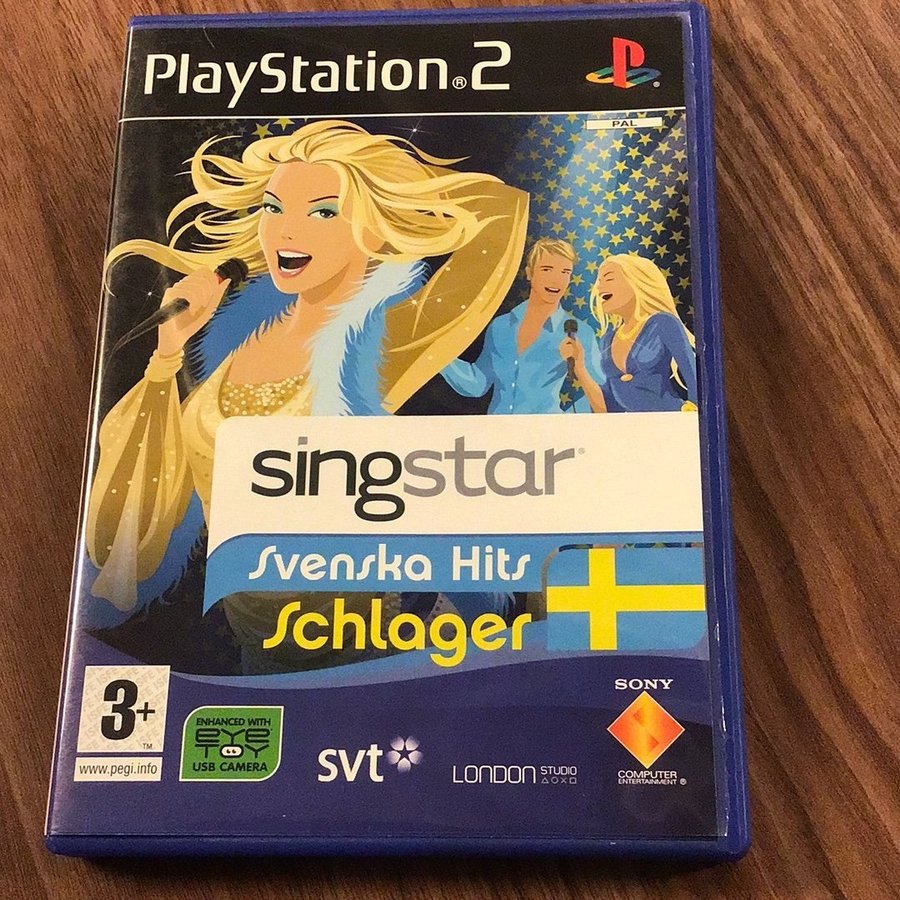 PlayStation®2
PAL
singstar®
Svenska Hits
Schlager
3+
TM
www.pegi.info
ENHANCED WITH
EYE
TOY
USB CAMERA
svt
LONDON STUDIO
SONY
COMPUTER
ENTERTAINMENT®